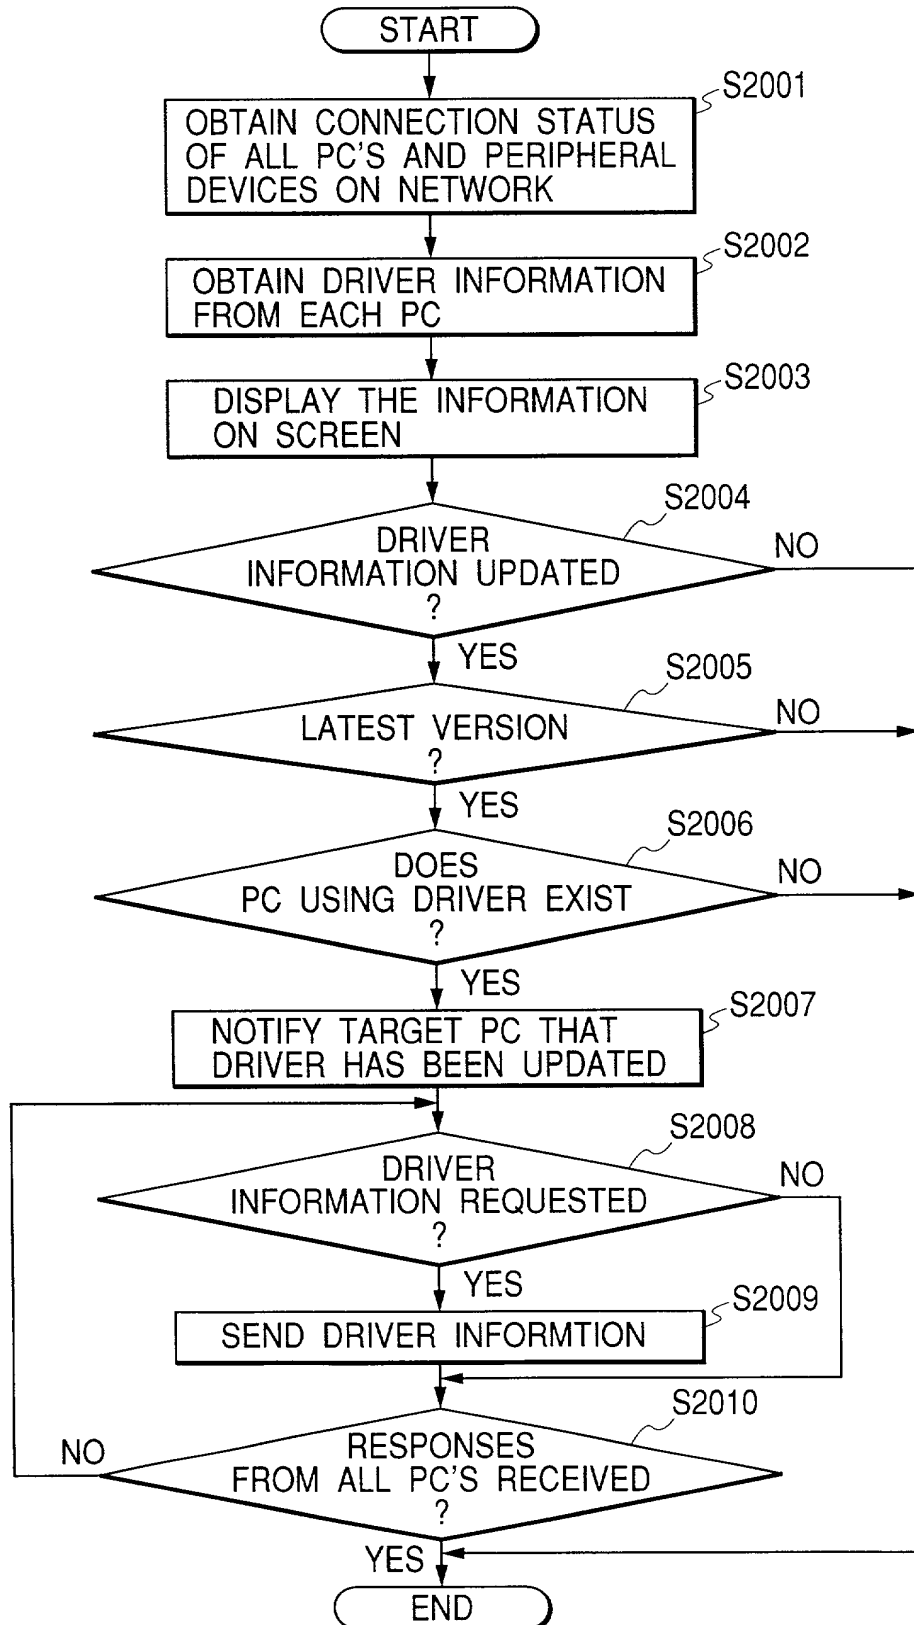 START
S2001
OBTAIN CONNECTION STATUS
OF ALL PC'S AND PERIPHERAL
DEVICES ON NETWORK
S2002
OBTAIN DRIVER INFORMATION
FROM EACH PC
S2003
DISPLAY THE INFORMATION
ON SCREEN
S2004
DRIVER
INFORMATION UPDATED
?
NO
YES
S2005
LATEST VERSION
?
NO
YES
S2006
DOES
PC USING DRIVER EXIST
?
NO
YES
S2007
NOTIFY TARGET PC THAT
DRIVER HAS BEEN UPDATED
S2008
DRIVER
INFORMATION REQUESTED
?
NO
YES
S2009
SEND DRIVER INFORMTION
S2010
RESPONSES
FROM ALL PC'S RECEIVED
?
NO
YES
END